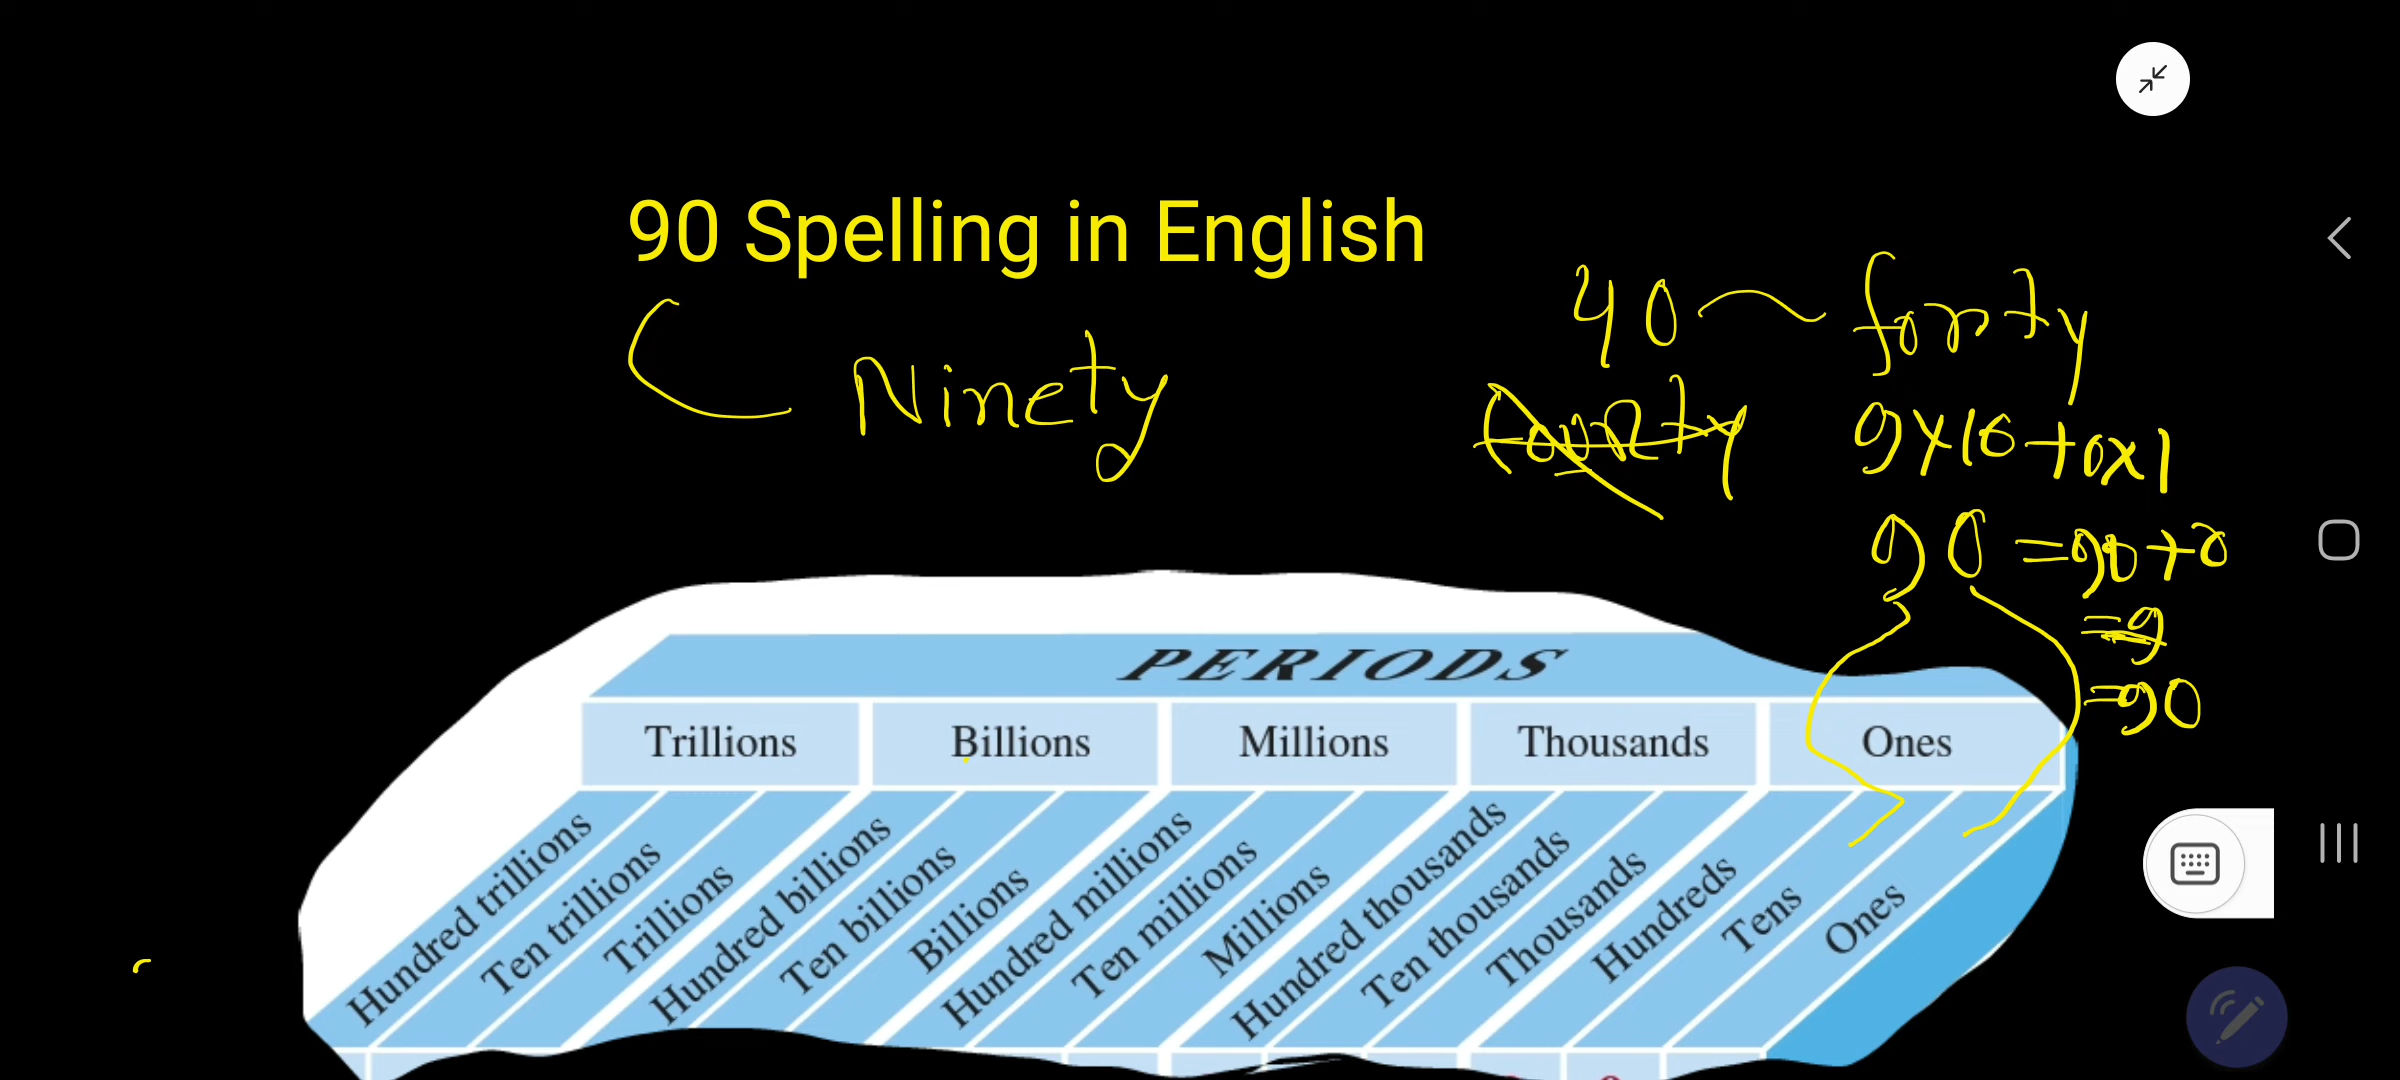 90 Spelling in English
40 forty
Ninety
fourty
9x10+0x1
90 = 90+0
= 9
= 90
PERIODS
Trillions Billions Millions Thousands Ones
Hundred trillions Ten trillions Trillions Hundred billions Ten billions Billions Hundred millions Ten millions Millions Hundred thousands Ten thousands Thousands Hundreds Tens Ones